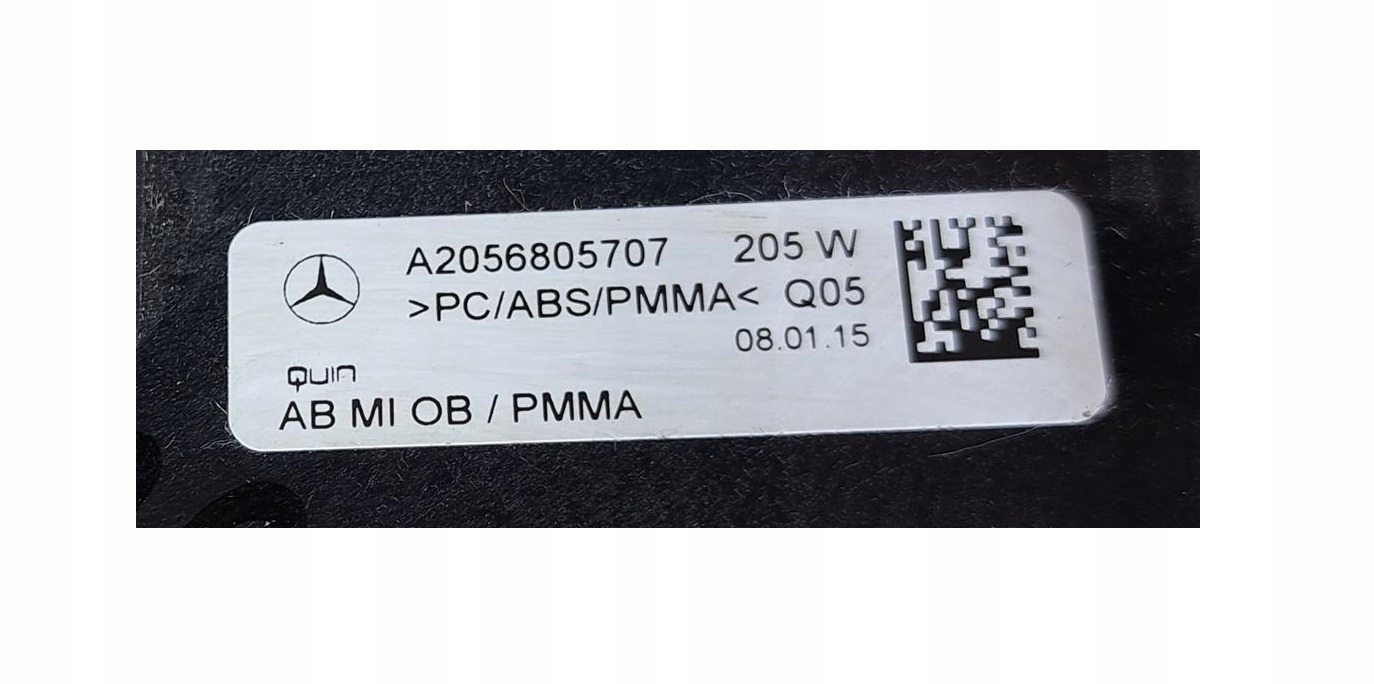 A2056805707 205 W
>PC/ABS/PMMA< Q05
08.01.15
QUIN
AB MI OB / PMMA